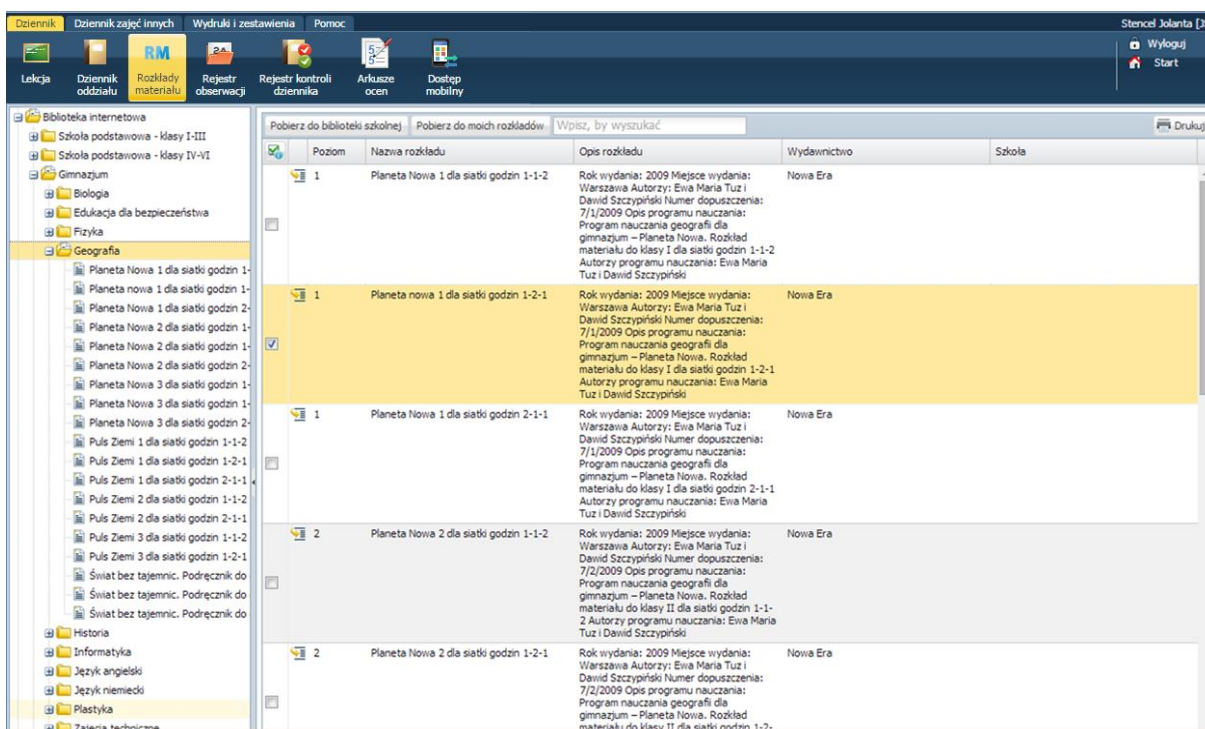 Dziennik Dziennik zajęć innych Wydruki i zestawienia Pomoc Stencel Jolanta
Wyloguj
Start
Lekcja Dziennik oddziału RM Rozkłady materiału Rejestr obserwacji Rejestr kontroli dziennika Arkusze ocen Dostęp mobilny
Biblioteka internetowa
Szkoła podstawowa - klasy I-III
Szkoła podstawowa - klasy IV-VI
Gimnazjum
Biologia
Edukacja dla bezpieczeństwa
Fizyka
Geografia
Planeta Nowa 1 dla siatki godzin 1-
Planeta nowa 1 dla siatki godzin 1-
Planeta Nowa 1 dla siatki godzin 2-
Planeta Nowa 2 dla siatki godzin 1-
Planeta Nowa 2 dla siatki godzin 1-
Planeta Nowa 2 dla siatki godzin 2-
Planeta Nowa 3 dla siatki godzin 1-
Planeta Nowa 3 dla siatki godzin 1-
Planeta Nowa 3 dla siatki godzin 2-
Puls Ziemi 1 dla siatki godzin 1-1-2
Puls Ziemi 1 dla siatki godzin 1-2-1
Puls Ziemi 1 dla siatki godzin 2-1-1
Puls Ziemi 2 dla siatki godzin 1-1-2
Puls Ziemi 2 dla siatki godzin 2-1-1
Puls Ziemi 3 dla siatki godzin 1-1-2
Puls Ziemi 3 dla siatki godzin 1-2-1
Świat bez tajemnic. Podręcznik do
Świat bez tajemnic. Podręcznik do
Świat bez tajemnic. Podręcznik do
Historia
Informatyka
Język angielski
Język niemiecki
Plastyka
Zajęcia techniczne
Pobierz do biblioteki szkolnej Pobierz do moich rozkładów Wpisz, by wyszukać Drukuj
Poziom Nazwa rozkładu Opis rozkładu Wydawnictwo Szkoła
1 Planeta Nowa 1 dla siatki godzin 1-1-2 Rok wydania: 2009 Miejsce wydania: Nowa Era
Warszawa Autorzy: Ewa Maria Tuz i
Dawid Szczypiński Numer dopuszczenia:
7/1/2009 Opis programu nauczania:
Program nauczania geografii dla
gimnazjum – Planeta Nowa. Rozkład
materiału do klasy I dla siatki godzin 1-1-2
Autorzy programu nauczania: Ewa Maria
Tuz i Dawid Szczypiński
1 Planeta nowa 1 dla siatki godzin 1-2-1 Rok wydania: 2009 Miejsce wydania: Nowa Era
Warszawa Autorzy: Ewa Maria Tuz i
Dawid Szczypiński Numer dopuszczenia:
7/1/2009 Opis programu nauczania:
Program nauczania geografii dla
gimnazjum – Planeta Nowa. Rozkład
materiału do klasy I dla siatki godzin 1-2-1
Autorzy programu nauczania: Ewa Maria
Tuz i Dawid Szczypiński
1 Planeta Nowa 1 dla siatki godzin 2-1-1 Rok wydania: 2009 Miejsce wydania: Nowa Era
Warszawa Autorzy: Ewa Maria Tuz i
Dawid Szczypiński Numer dopuszczenia:
7/1/2009 Opis programu nauczania:
Program nauczania geografii dla
gimnazjum – Planeta Nowa. Rozkład
materiału do klasy I dla siatki godzin 2-1-1
Autorzy programu nauczania: Ewa Maria
Tuz i Dawid Szczypiński
2 Planeta Nowa 2 dla siatki godzin 1-1-2 Rok wydania: 2009 Miejsce wydania: Nowa Era
Warszawa Autorzy: Ewa Maria Tuz i
Dawid Szczypiński Numer dopuszczenia:
7/2/2009 Opis programu nauczania:
Program nauczania geografii dla
gimnazjum – Planeta Nowa. Rozkład
materiału do klasy II dla siatki godzin 1-1-
2 Autorzy programu nauczania: Ewa Maria
Tuz i Dawid Szczypiński
2 Planeta Nowa 2 dla siatki godzin 1-2-1 Rok wydania: 2009 Miejsce wydania: Nowa Era
Warszawa Autorzy: Ewa Maria Tuz i
Dawid Szczypiński Numer dopuszczenia:
7/2/2009 Opis programu nauczania:
Program nauczania geografii dla
gimnazjum – Planeta Nowa. Rozkład
materiału do klasy II dla siatki godzin 1-2-